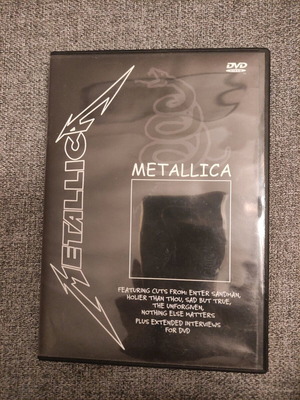 DVD
METALLICA
METALLICA
FEATURING CUTS FROM: ENTER SANDMAN,
HOLIER THAN THOU, SAD BUT TRUE,
THE UNFORGIVEN,
NOTHING ELSE MATTERS
PLUS EXTENDED INTERVIEWS
FOR DVD